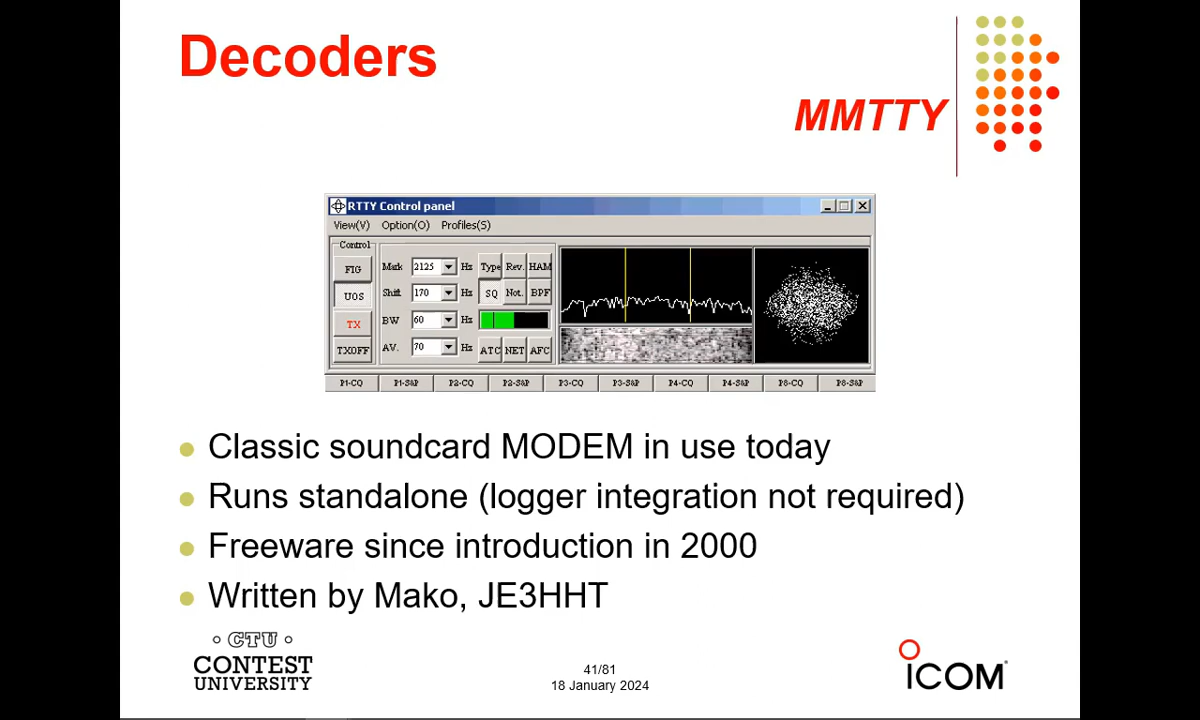 Decoders
MMTTY
RTTY Control panel
View(V) Option(O) Profiles(S)
Control
FIG
UOS
TX
TXOFF
Mark 2125 Hz Type Rev. HAM
Shift 170 Hz SQ Not. BPF
BW 60 Hz
AV. 70 Hz ATC NET AFC
P1-CQ P1-S&P P2-CQ P2-S&P P3-CQ P3-S&P P4-CQ P4-S&P P8-CQ P8-S&P
Classic soundcard MODEM in use today
Runs standalone (logger integration not required)
Freeware since introduction in 2000
Written by Mako, JE3HHT
CTU
CONTEST
UNIVERSITY
41/81
18 January 2024
ICOM